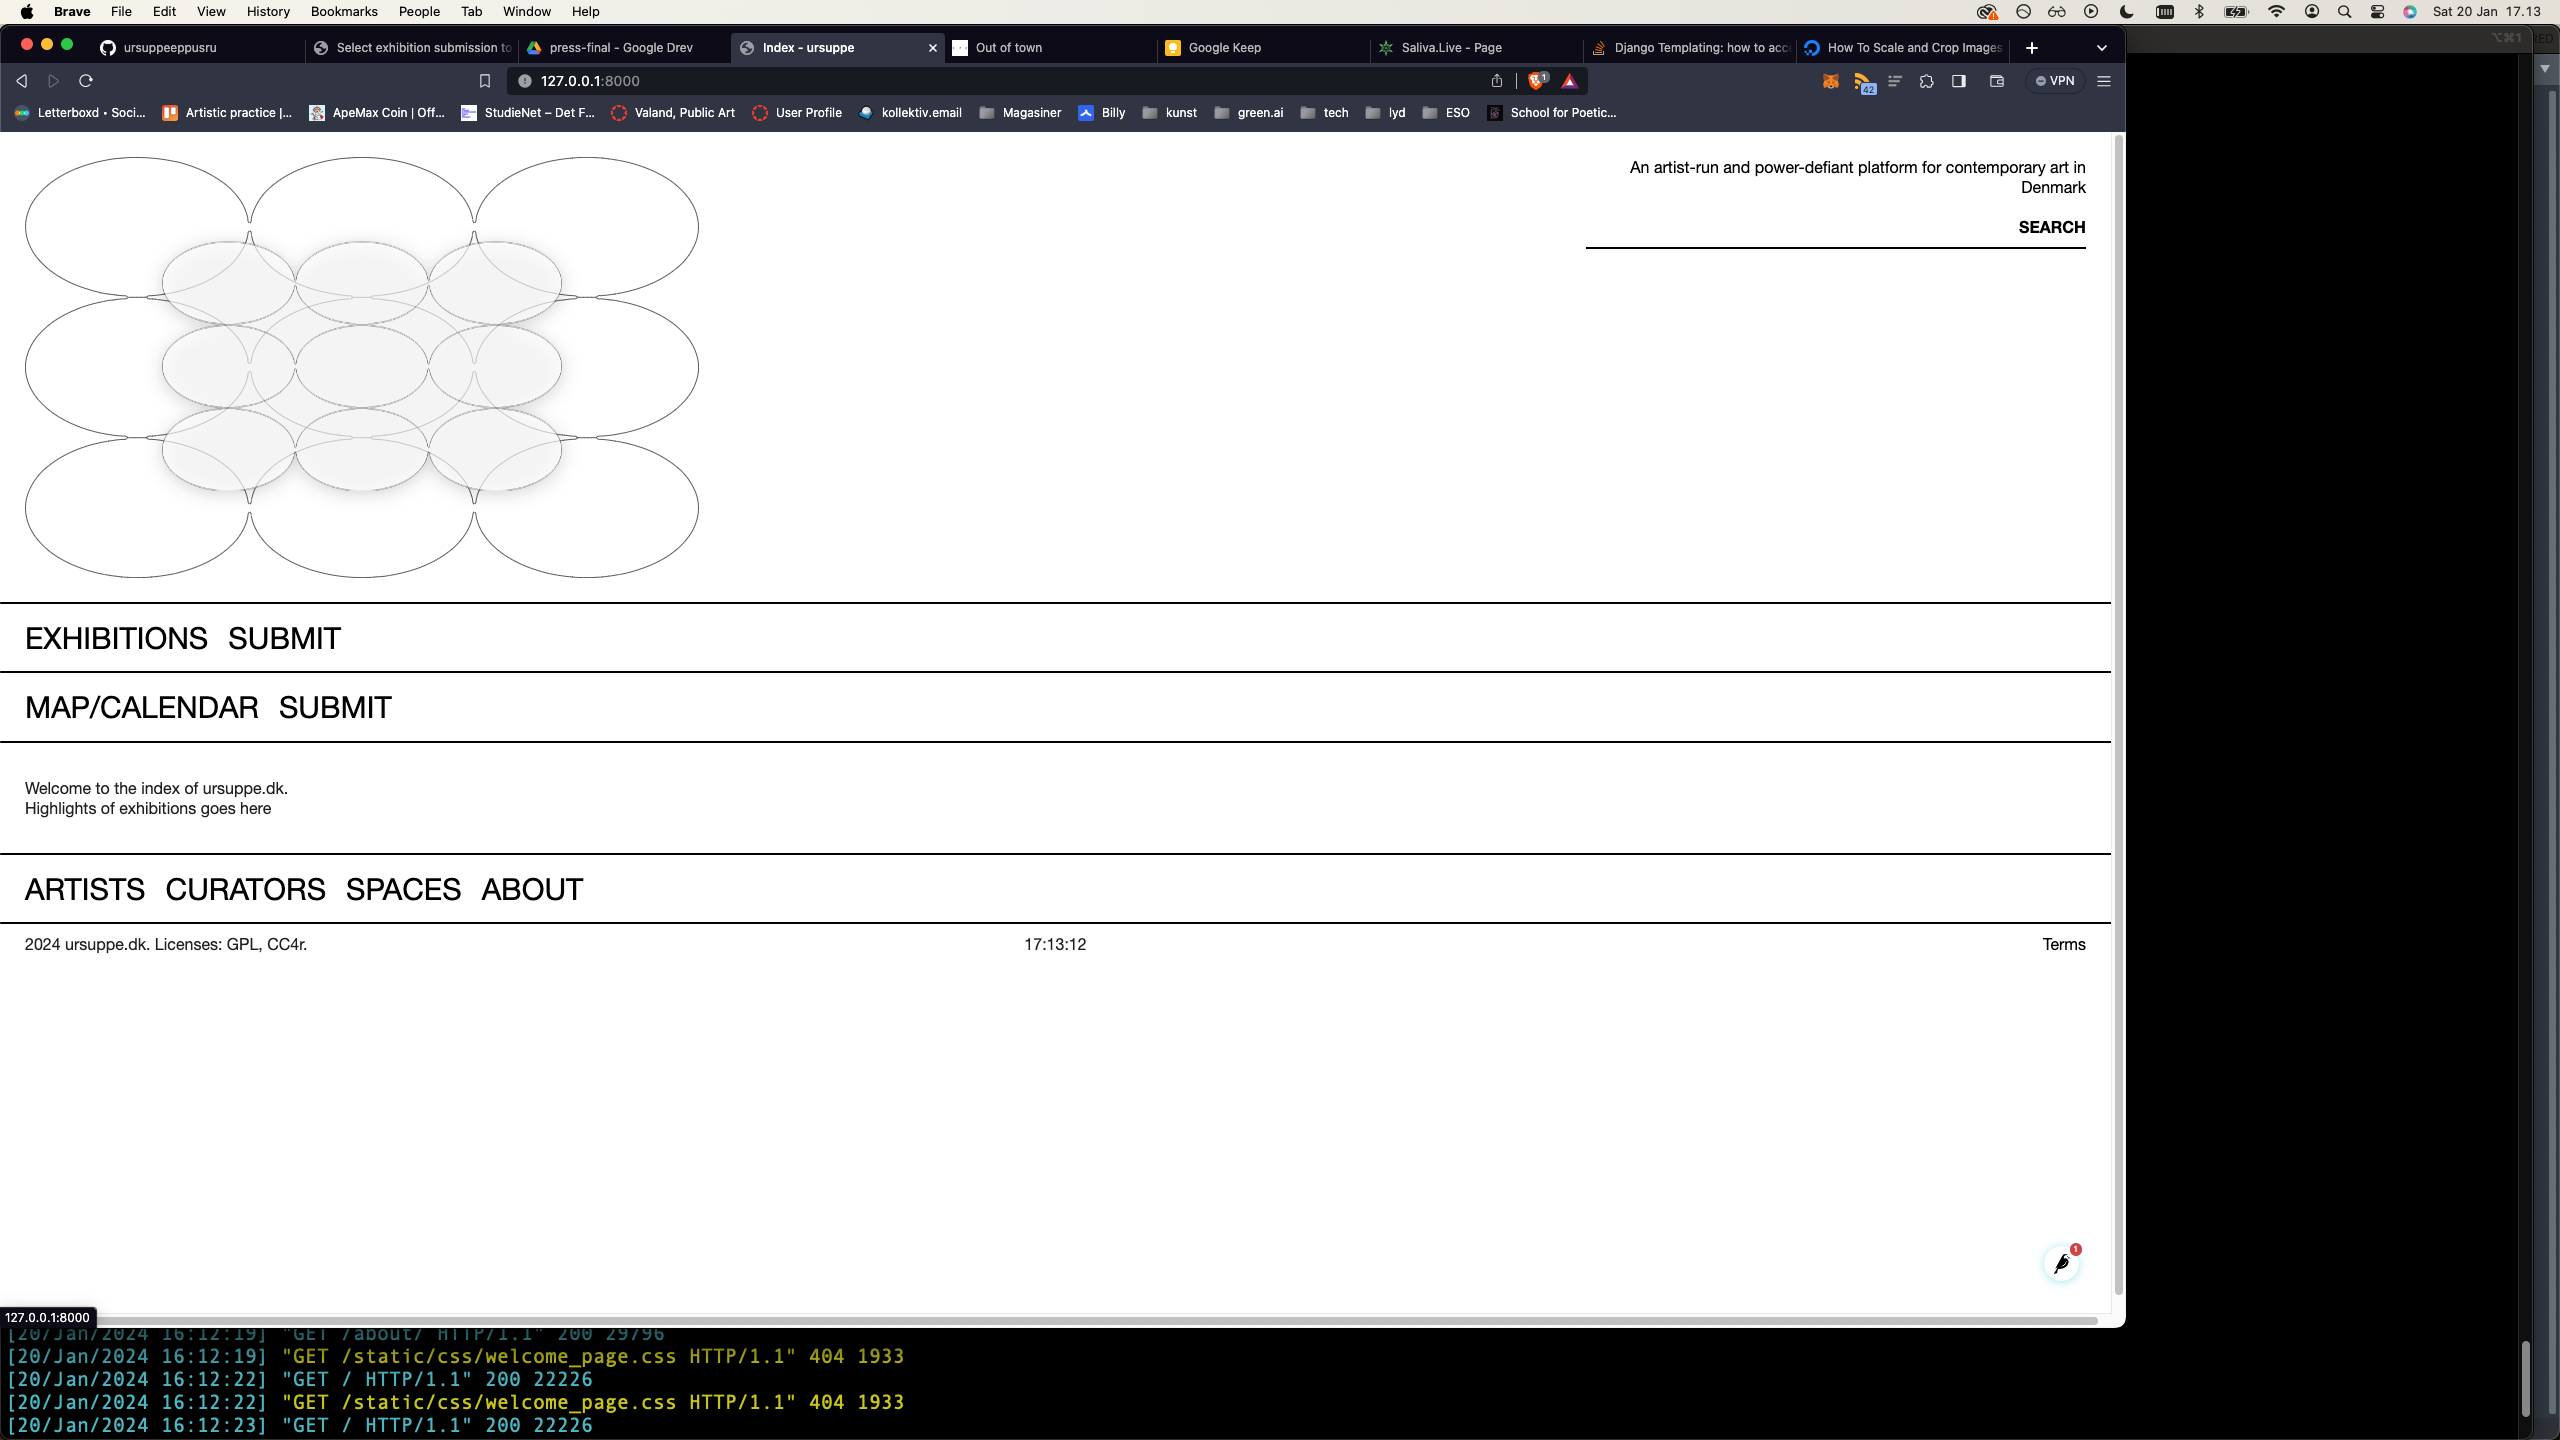 Brave File Edit View History Bookmarks People Tab Window Help Sat 20 Jan 17.13
ursuppeeppusru Select exhibition submission to press-final - Google Drev Index - ursuppe Out of town Google Keep Saliva.Live - Page Django Templating: how to acc How To Scale and Crop Images
127.0.0.1:8000 1 42 VPN
Letterboxd • Soci... Artistic practice |... ApeMax Coin | Off... StudieNet – Det F... Valand, Public Art User Profile kollektiv.email Magasiner Billy kunst green.ai tech lyd ESO School for Poetic...
An artist-run and power-defiant platform for contemporary art in
Denmark
SEARCH
EXHIBITIONS SUBMIT
MAP/CALENDAR SUBMIT
Welcome to the index of ursuppe.dk.
Highlights of exhibitions goes here
ARTISTS CURATORS SPACES ABOUT
2024 ursuppe.dk. Licenses: GPL, CC4r. 17:13:12 Terms
1
127.0.0.1:8000
[20/Jan/2024 16:12:19] "GET /about/ HTTP/1.1" 200 29796
[20/Jan/2024 16:12:19] "GET /static/css/welcome_page.css HTTP/1.1" 404 1933
[20/Jan/2024 16:12:22] "GET / HTTP/1.1" 200 22226
[20/Jan/2024 16:12:22] "GET /static/css/welcome_page.css HTTP/1.1" 404 1933
[20/Jan/2024 16:12:23] "GET / HTTP/1.1" 200 22226